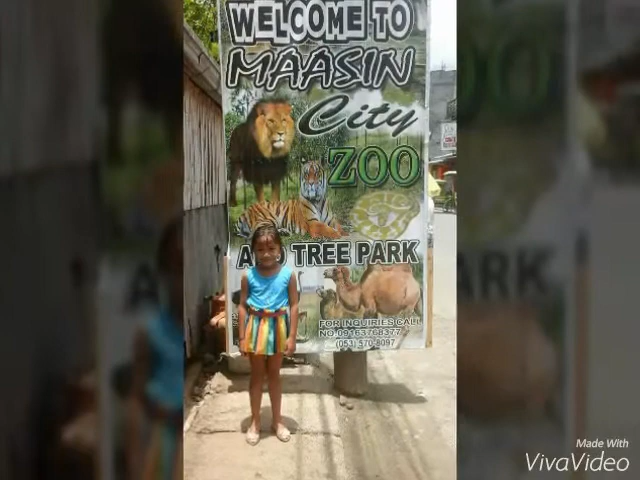 WELCOME TO
MAASIN
City
ZOO
AND TREE PARK
FOR INQUIRIES CALL
(053) 570-8097
Made With
VivaVideo